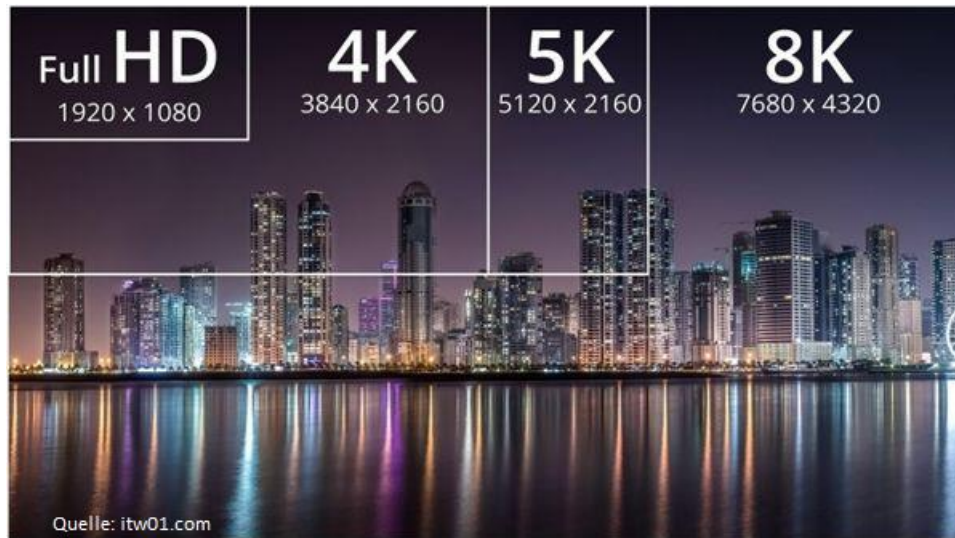 Full HD
1920 x 1080
4K
3840 x 2160
5K
5120 x 2160
8K
7680 x 4320
Quelle: itw01.com